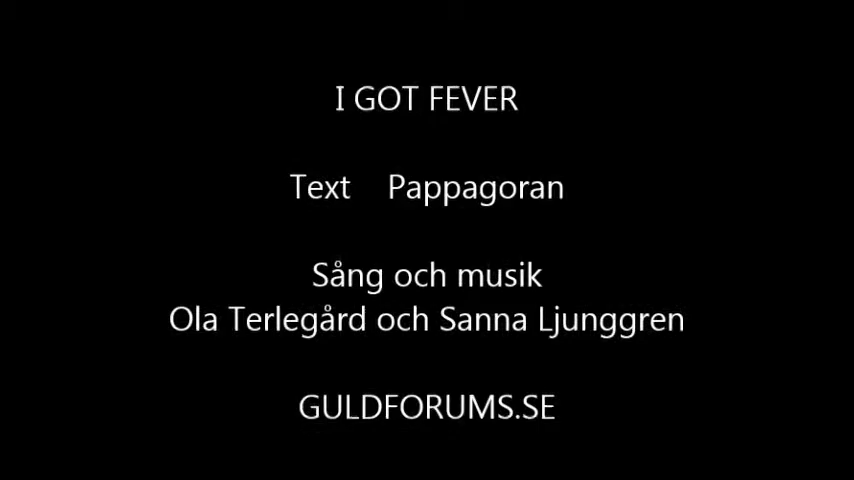 I GOT FEVER
Text Pappagoran
Sång och musik
Ola Terlegård och Sanna Ljunggren
GULDFORUMS.SE